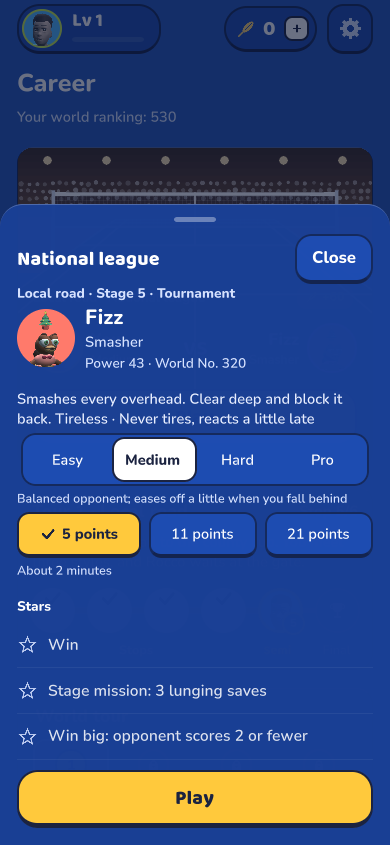 Lv 1
0
+
Career
Your world ranking: 530
National league
Close
Local road · Stage 5 · Tournament
Fizz
Smasher
Power 43 · World No. 320
Smashes every overhead. Clear deep and block it
back. Tireless · Never tires, reacts a little late
Easy
Medium
Hard
Pro
Balanced opponent; eases off a little when you fall behind
5 points
11 points
21 points
About 2 minutes
Stars
Win
Stage mission: 3 lunging saves
Win big: opponent scores 2 or fewer
Play